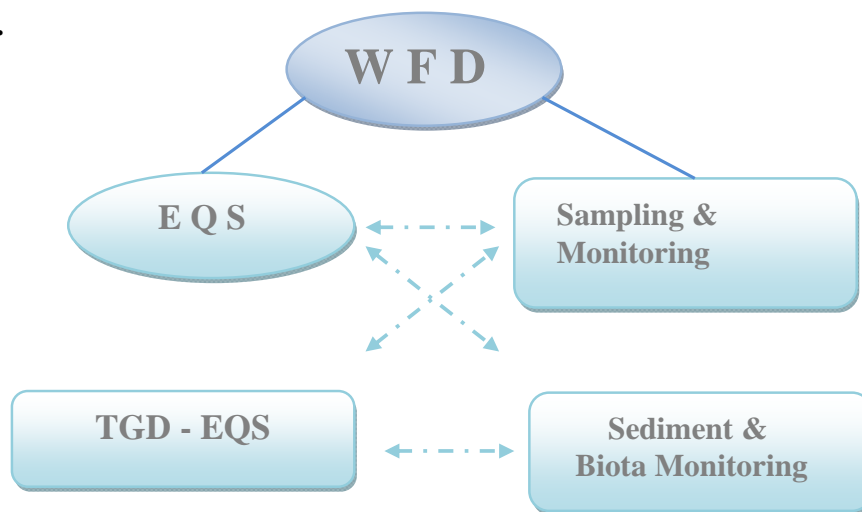 W F D
E Q S
Sampling &
Monitoring
TGD - EQS
Sediment &
Biota Monitoring